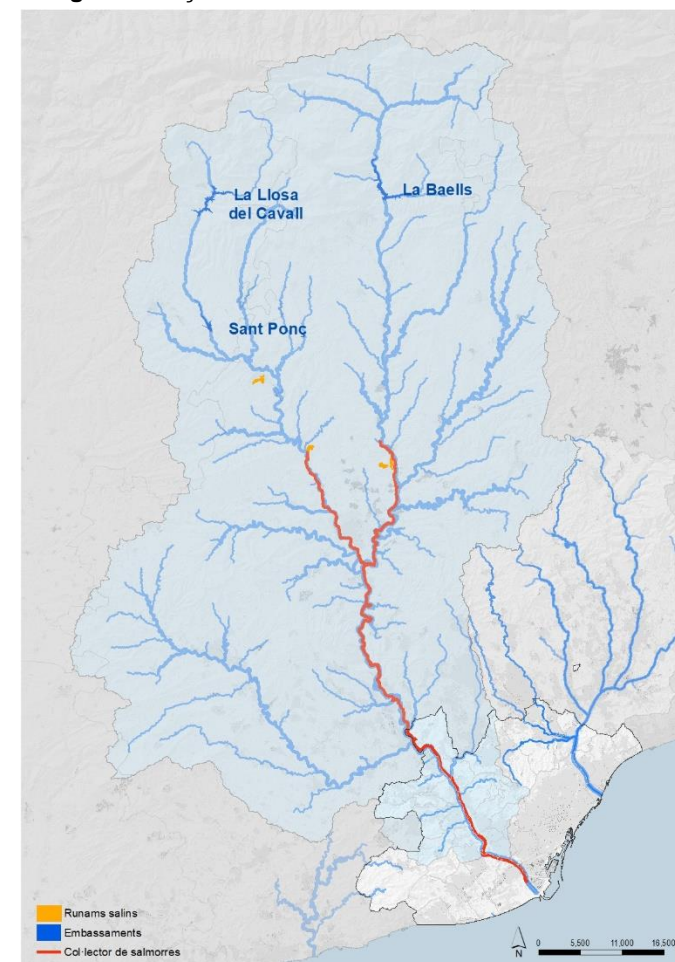 La Llosa
del Cavall
La Baells
Sant Ponç
Runams salins
Embassaments
Col·lector de salmorres
N
0 5,500 11,000 16,500